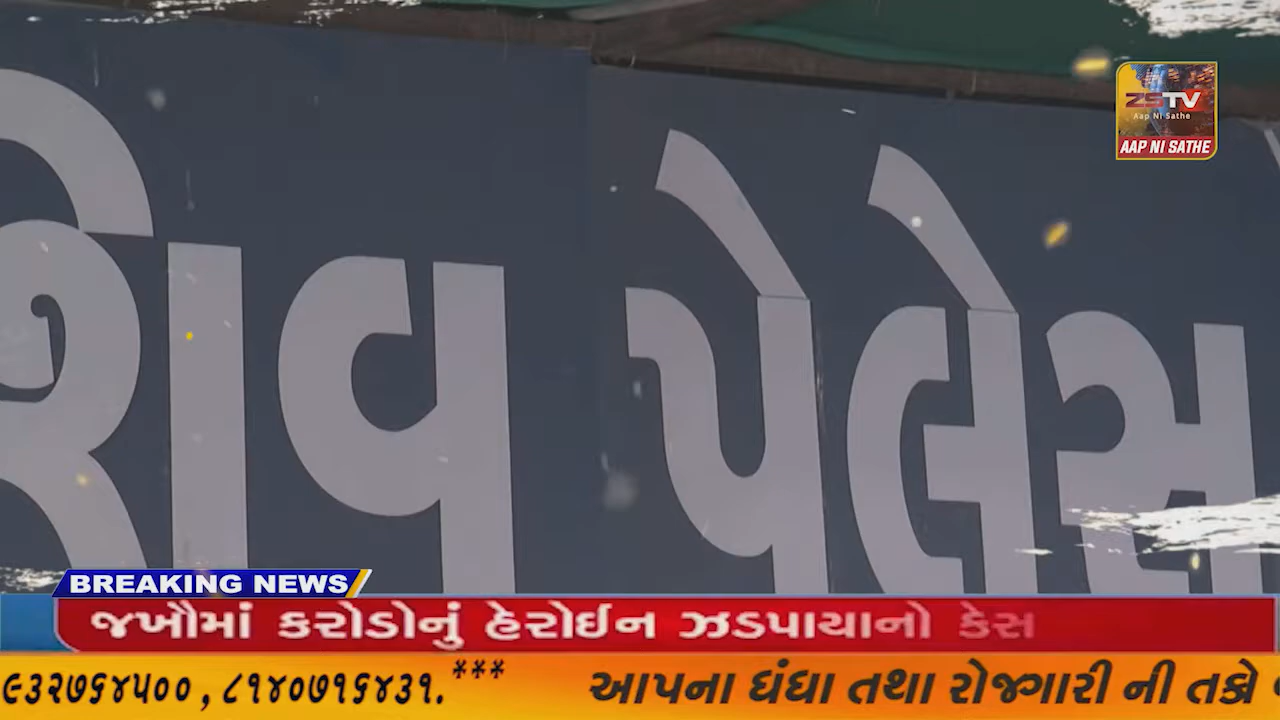 ZSTV
Aap Ni Sathe
AAP NI SATHE
શિવ પેલેસ
BREAKING NEWS
જખૌમાં કરોડોનું હેરોઈન ઝડપાયાનો કેસ
૯૩૨૭૬૪૫૦૦ , ૮૧૪૦૭૧૬૪૩૧. *** આપના ધંધા તથા રોજગારી ની તકો